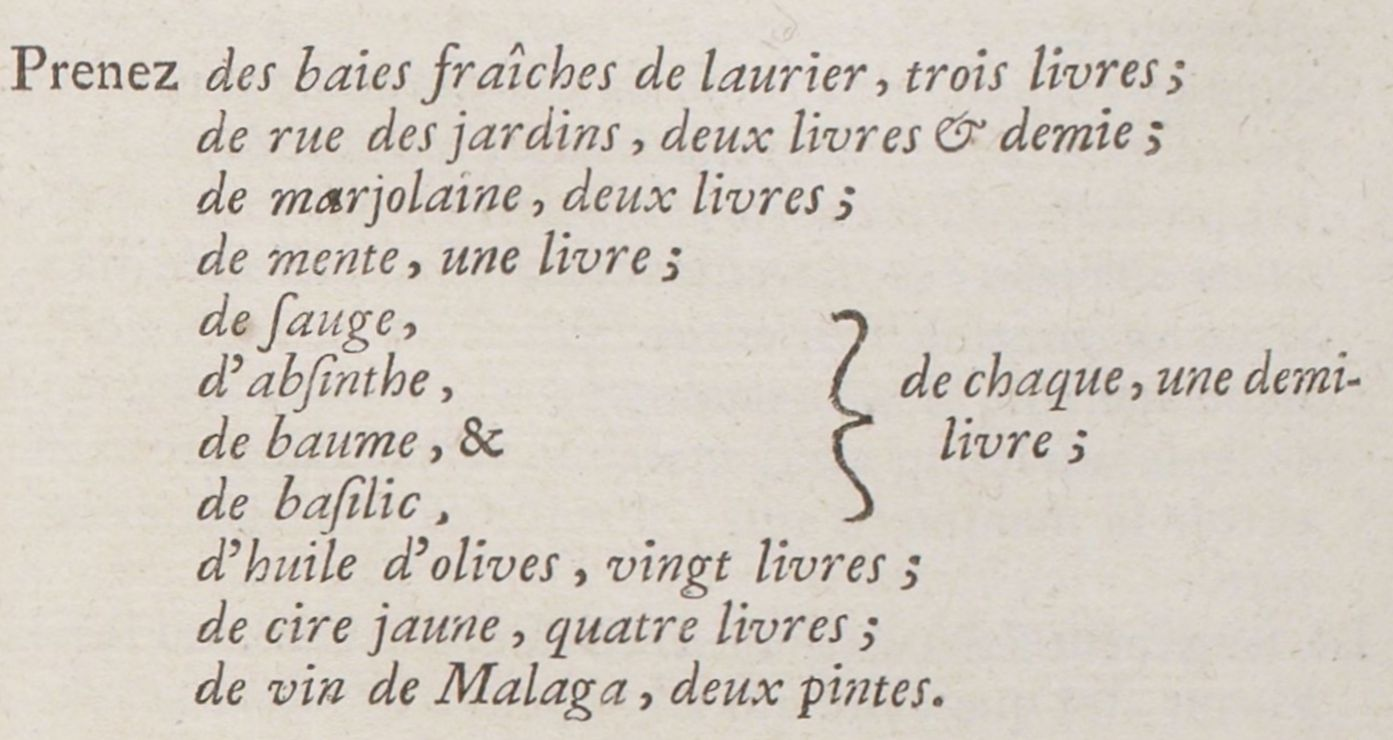 Prenez des baies fraîches de laurier, trois livres;
de rue des jardins, deux livres & demie;
de marjolaine, deux livres;
de mente, une livre;
de ſauge,
d'abſinthe,
de baume, &
de baſilic,
de chaque, une demi-
livre;
d'huile d'olives, vingt livres;
de cire jaune, quatre livres;
de vin de Malaga, deux pintes.